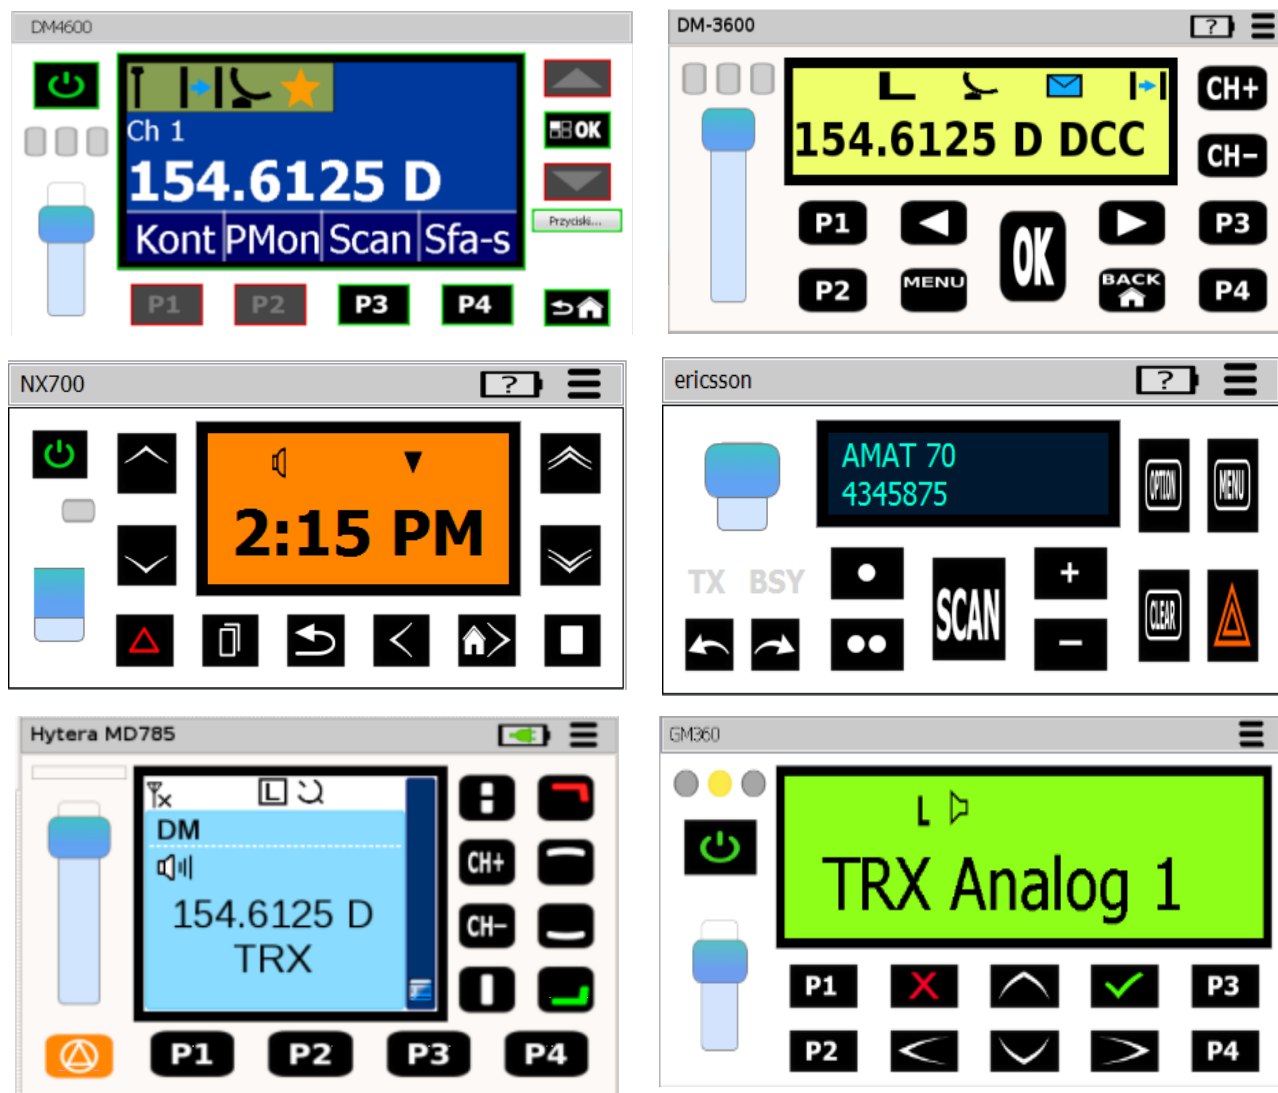 DM4600
Ch 1
154.6125 D
Kont PMon Scan Sfa-s
OK
Przyciski...
P1 P2 P3 P4
DM-3600
?
154.6125 D DCC
CH+
CH-
P1 OK P3
P2 MENU BACK P4
NX700
?
2:15 PM
ericsson
?
AMAT 70
4345875
OPTION MENU
TX BSY
SCAN
+
-
CLEAR
Hytera MD785
L
DM
154.6125 D
TRX
CH+
CH-
P1 P2 P3 P4
GM360
L
TRX Analog 1
P1 X P3
P2 P4